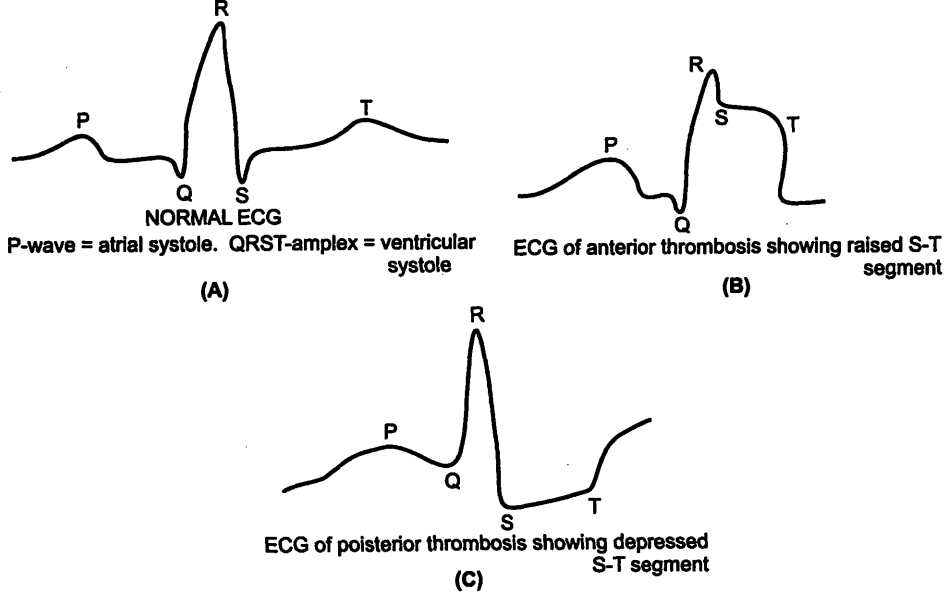 R
P
T
Q
S
NORMAL ECG
P-wave = atrial systole. QRST-amplex = ventricular
systole
(A)
R
S
T
P
Q
ECG of anterior thrombosis showing raised S-T
segment
(B)
R
P
Q
S
T
ECG of poisterior thrombosis showing depressed
S-T segment
(C)